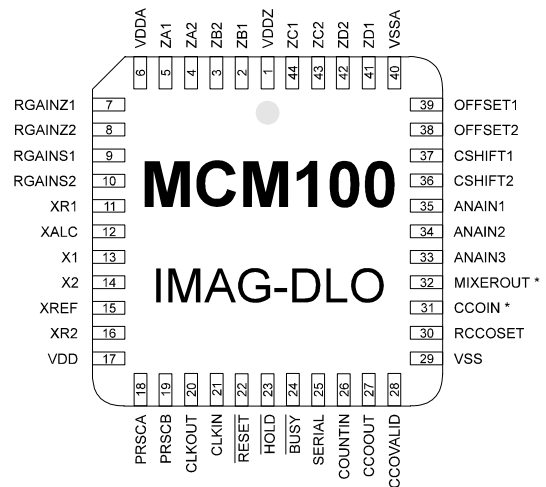 VDDA
ZA1
ZA2
ZB2
ZB1
VDDZ
ZC1
ZC2
ZD2
ZD1
VSSA
6
5
4
3
2
1
44
43
42
41
40
RGAINZ1 7
RGAINZ2 8
RGAINS1 9
RGAINS2 10
XR1 11
XALC 12
X1 13
X2 14
XREF 15
XR2 16
VDD 17
MCM100
IMAG-DLO
39 OFFSET1
38 OFFSET2
37 CSHIFT1
36 CSHIFT2
35 ANAIN1
34 ANAIN2
33 ANAIN3
32 MIXEROUT *
31 CCOIN *
30 RCCOSET
29 VSS
18
19
20
21
22
23
24
25
26
27
28
PRSCA
PRSCB
CLKOUT
CLKIN
RESET
HOLD
BUSY
SERIAL
COUNTIN
CCOOUT
CCOVALID